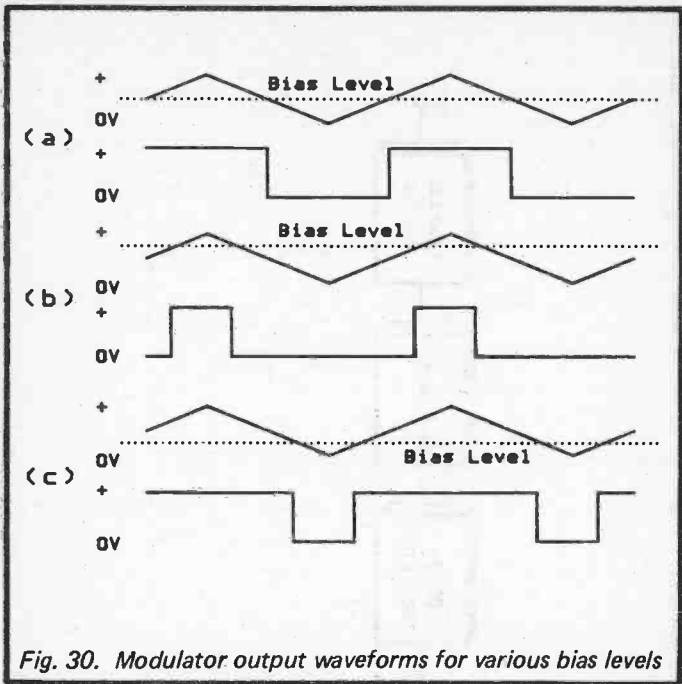 +
Bias Level
0V
(a)
+
0V
+
Bias Level
0V
(b)
+
0V
+
0V
Bias Level
(c)
+
0V
Fig. 30. Modulator output waveforms for various bias levels